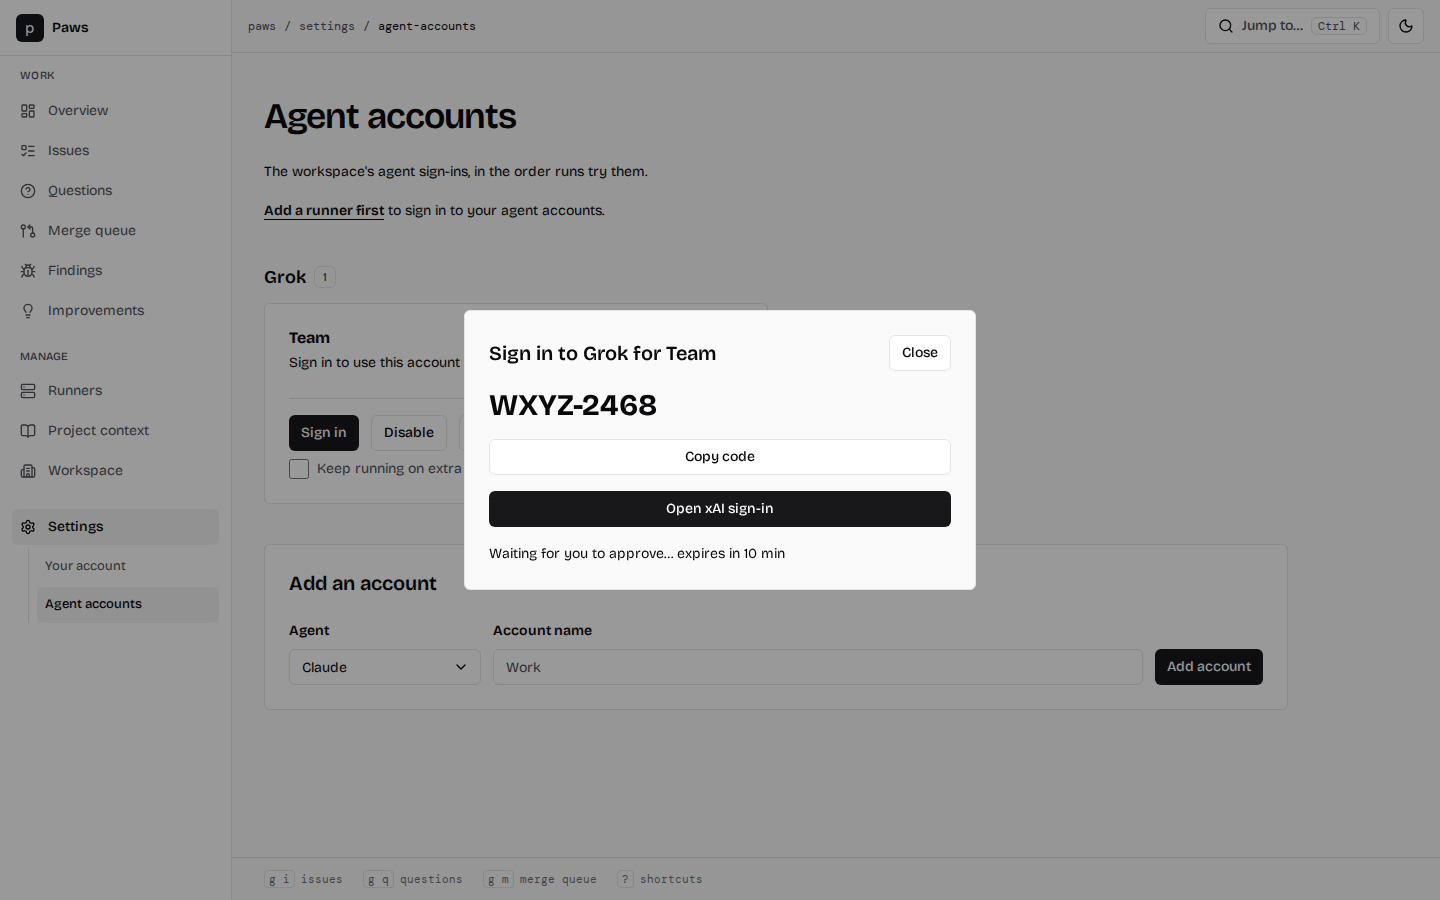 p Paws
paws / settings / agent-accounts
Jump to... Ctrl K
WORK
Overview
Issues
Questions
Merge queue
Findings
Improvements
MANAGE
Runners
Project context
Workspace
Settings
Your account
Agent accounts
Agent accounts
The workspace's agent sign-ins, in the order runs try them.
Add a runner first to sign in to your agent accounts.
Grok 1
Team
Sign in to use this account
Sign in Disable
Keep running on extra
Sign in to Grok for Team
Close
WXYZ-2468
Copy code
Open xAI sign-in
Waiting for you to approve... expires in 10 min
Add an account
Agent Account name
Claude Work Add account
g i issues g q questions g m merge queue ? shortcuts